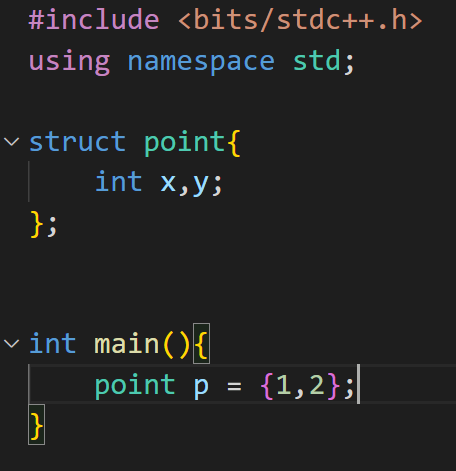 #include <bits/stdc++.h>
using namespace std;
struct point{
    int x,y;
};
int main(){
    point p = {1,2};
}